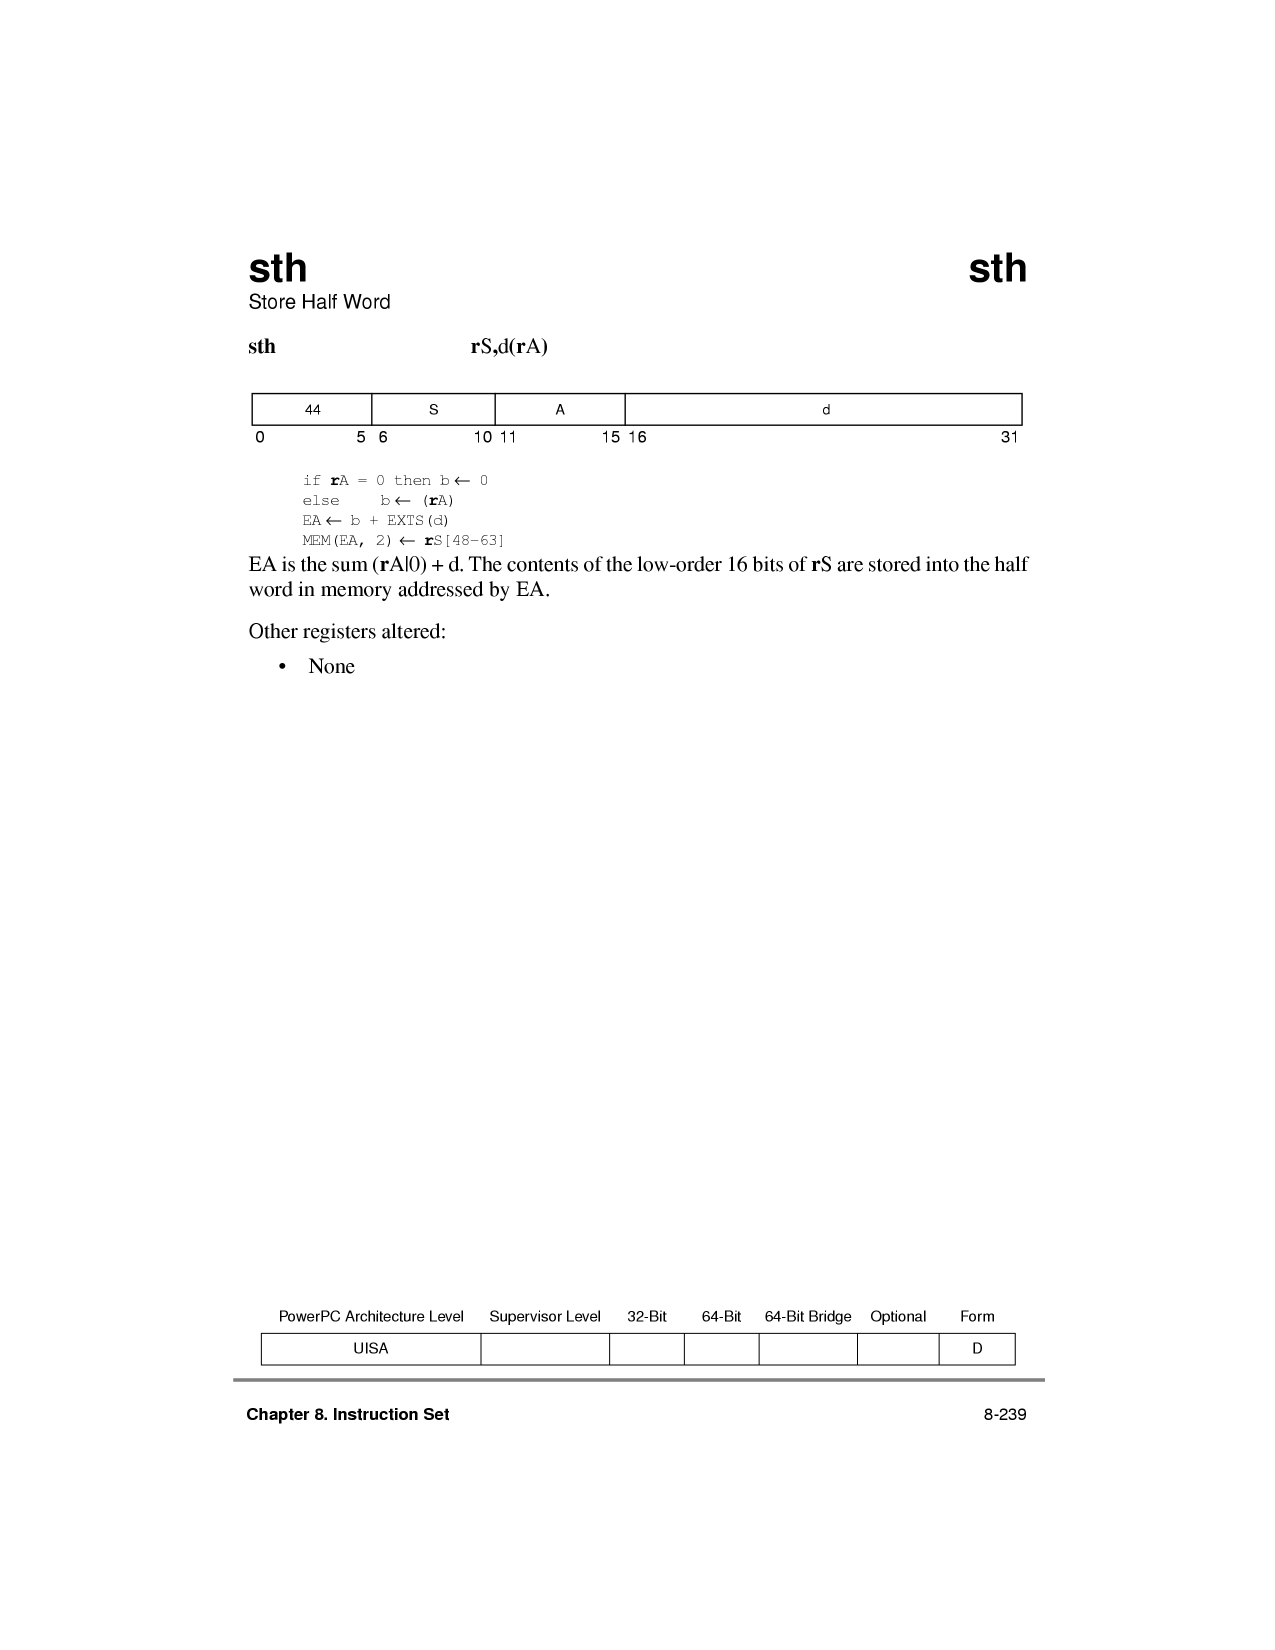 sth sth
Store Half Word
sth rS,d(rA)
44 S A d
0 5 6 10 11 15 16 31
if rA = 0 then b ← 0
else b ← (rA)
EA ← b + EXTS(d)
MEM(EA, 2) ← rS[48–63]
EA is the sum (rA|0) + d. The contents of the low-order 16 bits of rS are stored into the half
word in memory addressed by EA.
Other registers altered:
• None
PowerPC Architecture Level Supervisor Level 32-Bit 64-Bit 64-Bit Bridge Optional Form
UISA D
Chapter 8. Instruction Set 8-239